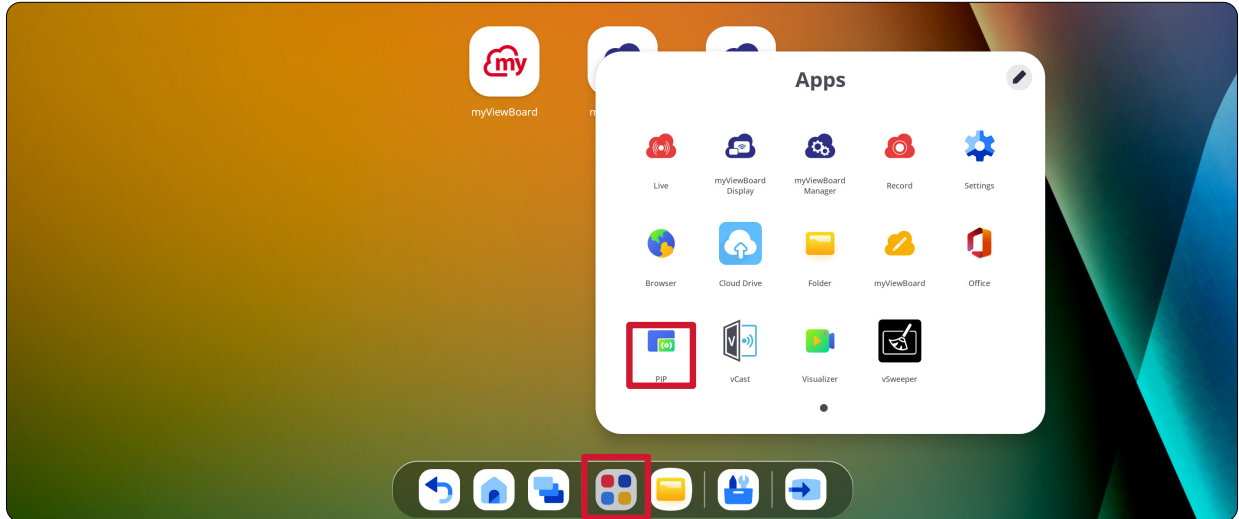 my
myViewBoard
Apps
Live
myViewBoard
Display
myViewBoard
Manager
Record
Settings
Browser
Cloud Drive
Folder
myViewBoard
Office
PIP
V
vCast
Visualizer
vSweeper